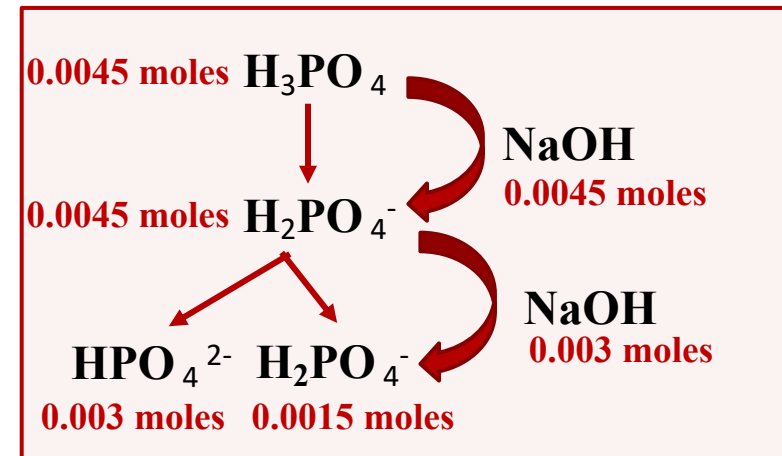 0.0045 moles H₃PO₄
NaOH
0.0045 moles
0.0045 moles H₂PO₄⁻
NaOH
0.003 moles
HPO₄²⁻ H₂PO₄⁻
0.003 moles 0.0015 moles